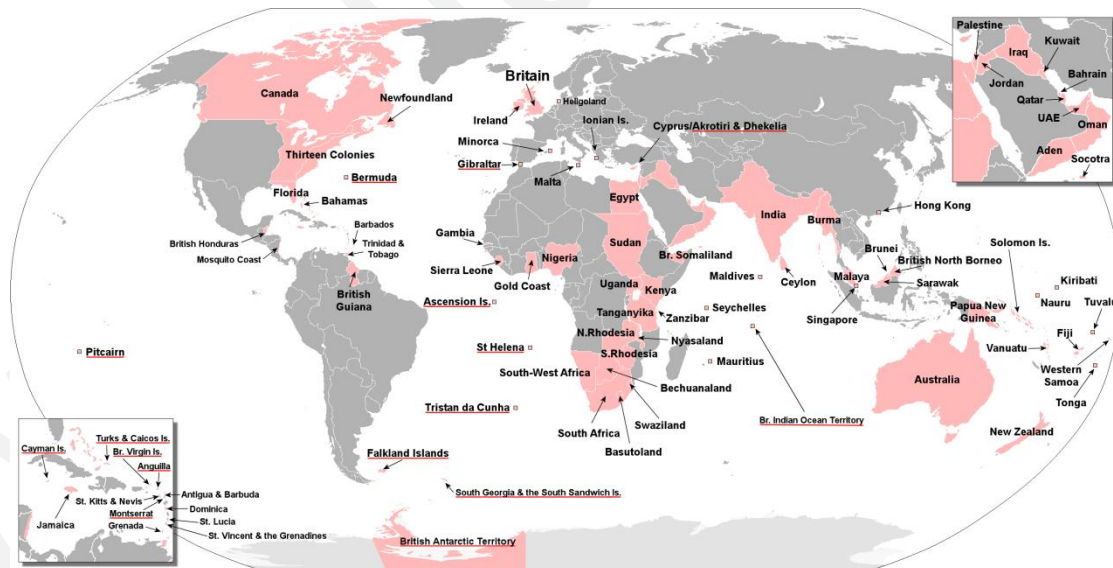 Canada
Newfoundland
Thirteen Colonies
Bermuda
Florida
Bahamas
British Honduras
Mosquito Coast
Barbados
Trinidad &
Tobago
British
Guiana
Pitcairn
Britain
Ireland
Heligoland
Minorca
Ionian Is.
Gibraltar
Malta
Cyprus/Akrotiri & Dhekelia
Egypt
Gambia
Sierra Leone
Gold Coast
Nigeria
Sudan
Br. Somaliland
Uganda
Kenya
Ascension Is.
Tanganyika
Zanzibar
N.Rhodesia
Nyasaland
St Helena
S.Rhodesia
South-West Africa
Bechuanaland
Tristan da Cunha
Swaziland
South Africa
Basutoland
Falkland Islands
South Georgia & the South Sandwich Is.
British Antarctic Territory
India
Burma
Hong Kong
Maldives
Ceylon
Seychelles
Mauritius
Br. Indian Ocean Territory
Malaya
Singapore
Brunei
British North Borneo
Sarawak
Solomon Is.
Kiribati
Nauru
Tuvalu
Papua New
Guinea
Fiji
Vanuatu
Western
Samoa
Tonga
Australia
New Zealand
Palestine
Iraq
Kuwait
Jordan
Bahrain
Qatar
UAE
Oman
Aden
Socotra
Cayman Is.
Turks & Caicos Is.
Br. Virgin Is.
Anguilla
St. Kitts & Nevis
Antigua & Barbuda
Montserrat
Dominica
Jamaica
St. Lucia
Grenada
St. Vincent & the Grenadines